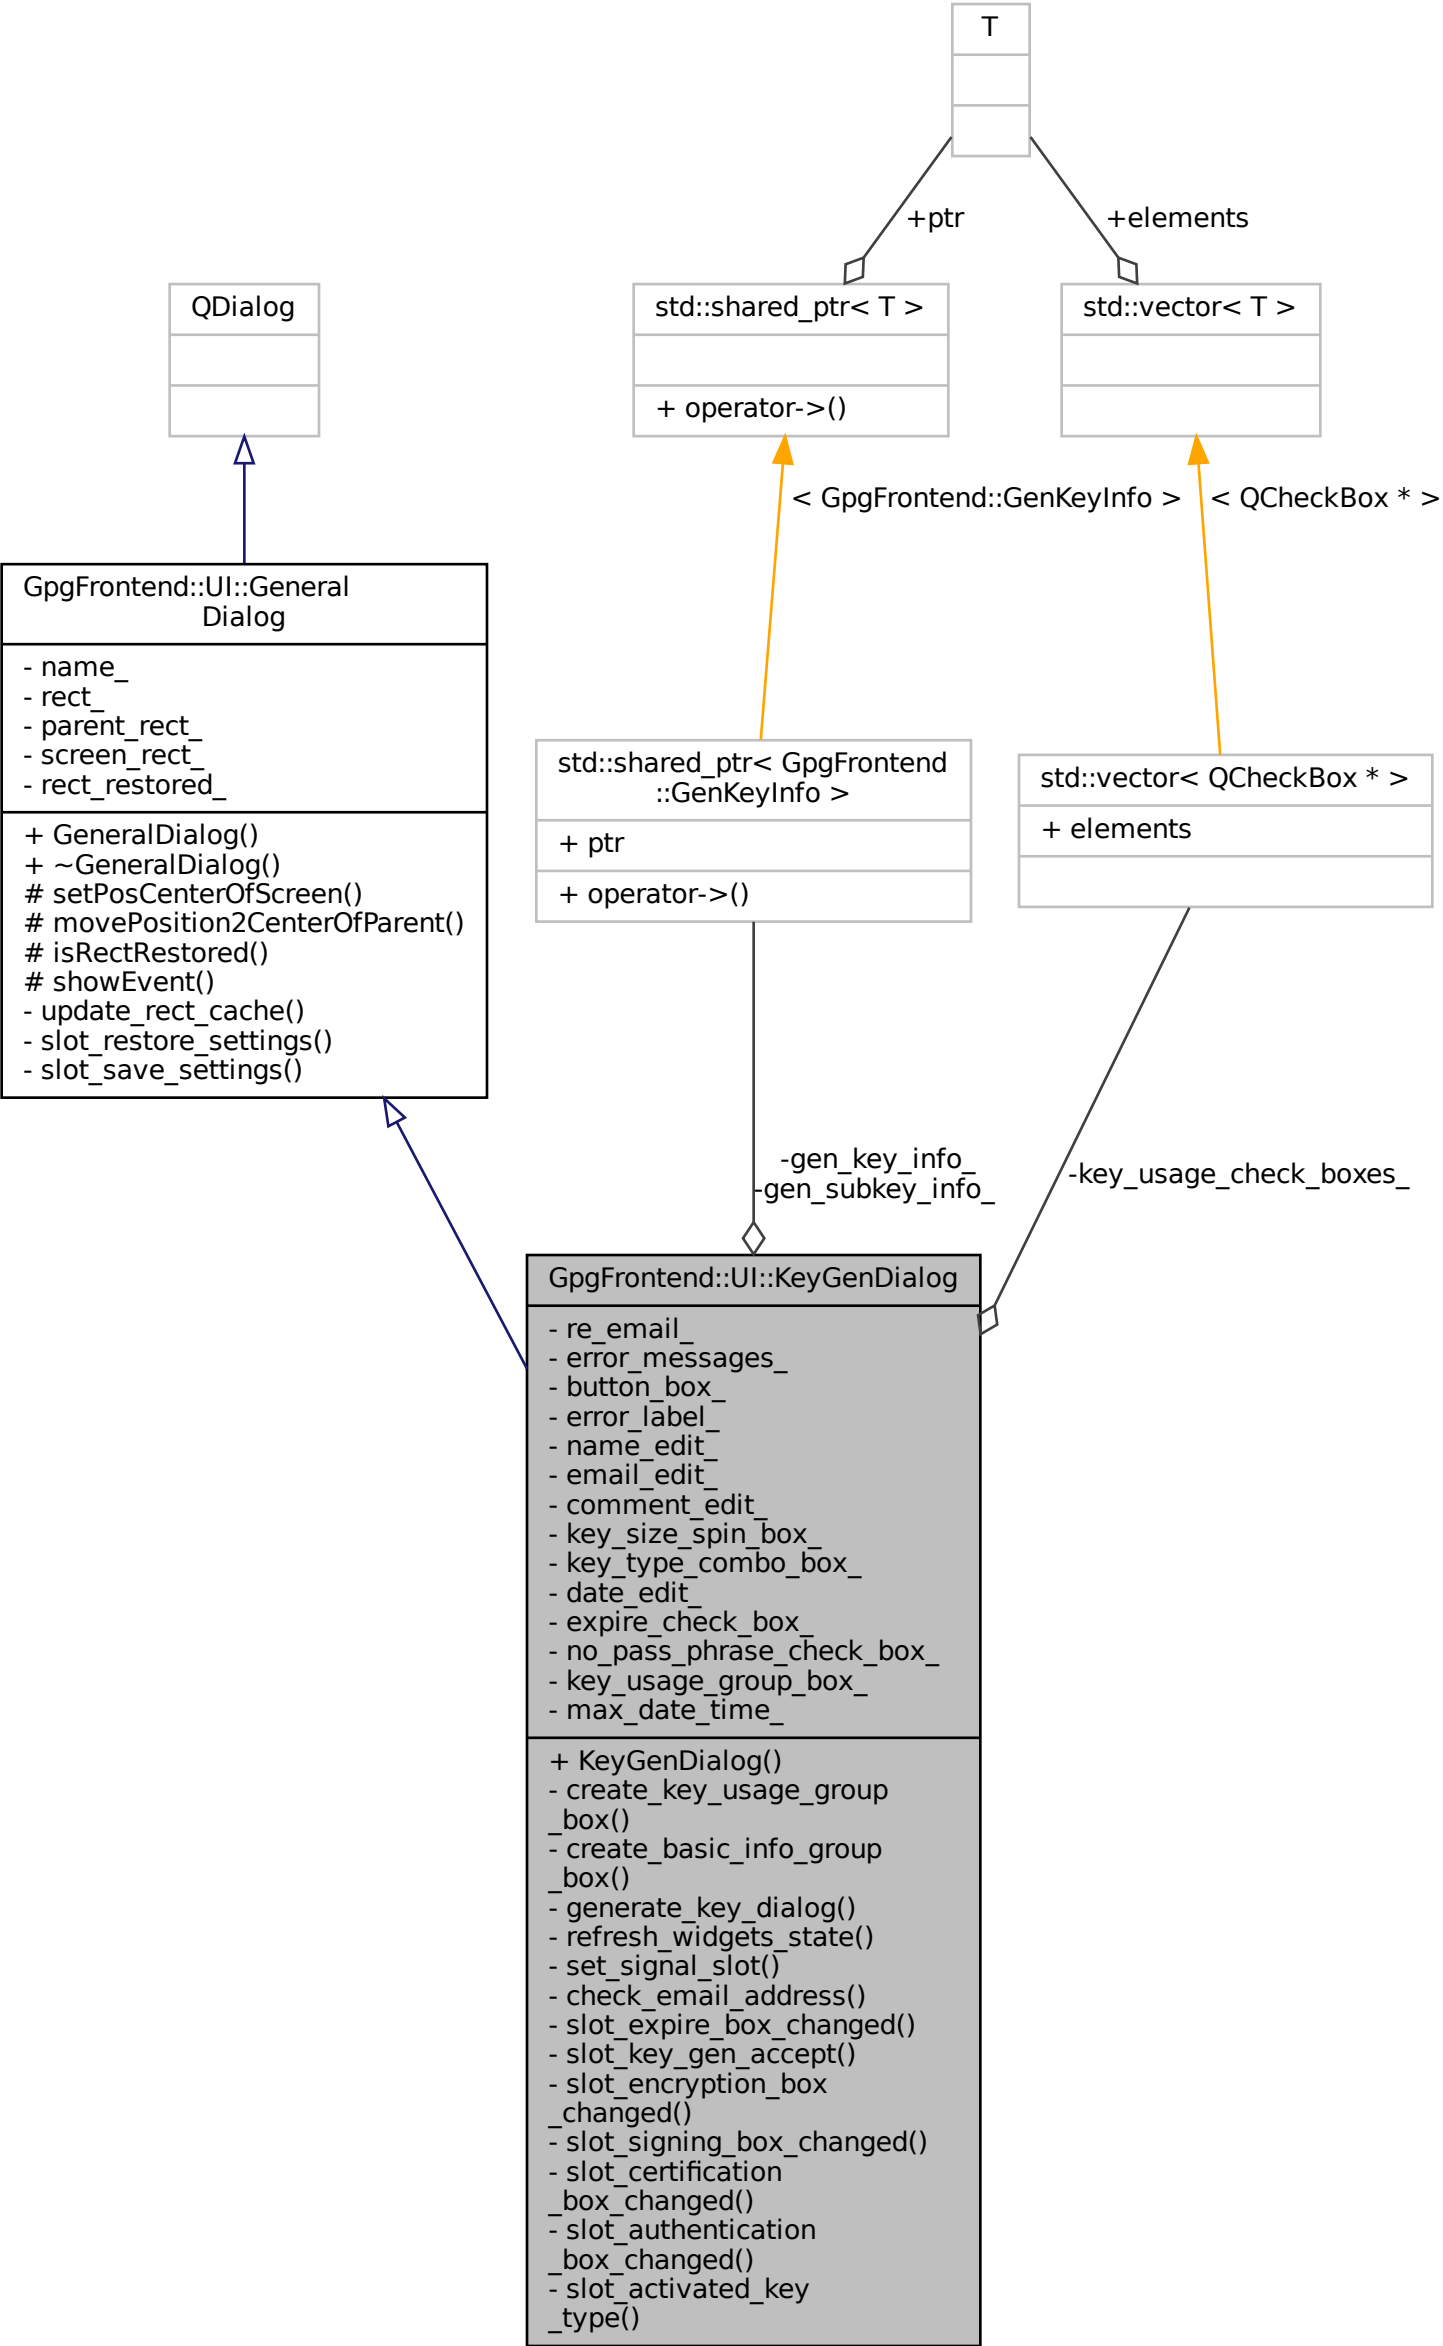 T
+ptr
+elements
QDialog
std::shared_ptr< T >
+ operator->()
std::vector< T >
< GpgFrontend::GenKeyInfo >
< QCheckBox * >
GpgFrontend::UI::General
Dialog
- name_
- rect_
- parent_rect_
- screen_rect_
- rect_restored_
+ GeneralDialog()
+ ~GeneralDialog()
# setPosCenterOfScreen()
# movePosition2CenterOfParent()
# isRectRestored()
# showEvent()
- update_rect_cache()
- slot_restore_settings()
- slot_save_settings()
std::shared_ptr< GpgFrontend
::GenKeyInfo >
+ ptr
+ operator->()
std::vector< QCheckBox * >
+ elements
-gen_key_info_
-gen_subkey_info_
-key_usage_check_boxes_
GpgFrontend::UI::KeyGenDialog
- re_email_
- error_messages_
- button_box_
- error_label_
- name_edit_
- email_edit_
- comment_edit_
- key_size_spin_box_
- key_type_combo_box_
- date_edit_
- expire_check_box_
- no_pass_phrase_check_box_
- key_usage_group_box_
- max_date_time_
+ KeyGenDialog()
- create_key_usage_group
_box()
- create_basic_info_group
_box()
- generate_key_dialog()
- refresh_widgets_state()
- set_signal_slot()
- check_email_address()
- slot_expire_box_changed()
- slot_key_gen_accept()
- slot_encryption_box
_changed()
- slot_signing_box_changed()
- slot_certification
_box_changed()
- slot_authentication
_box_changed()
- slot_activated_key
_type()